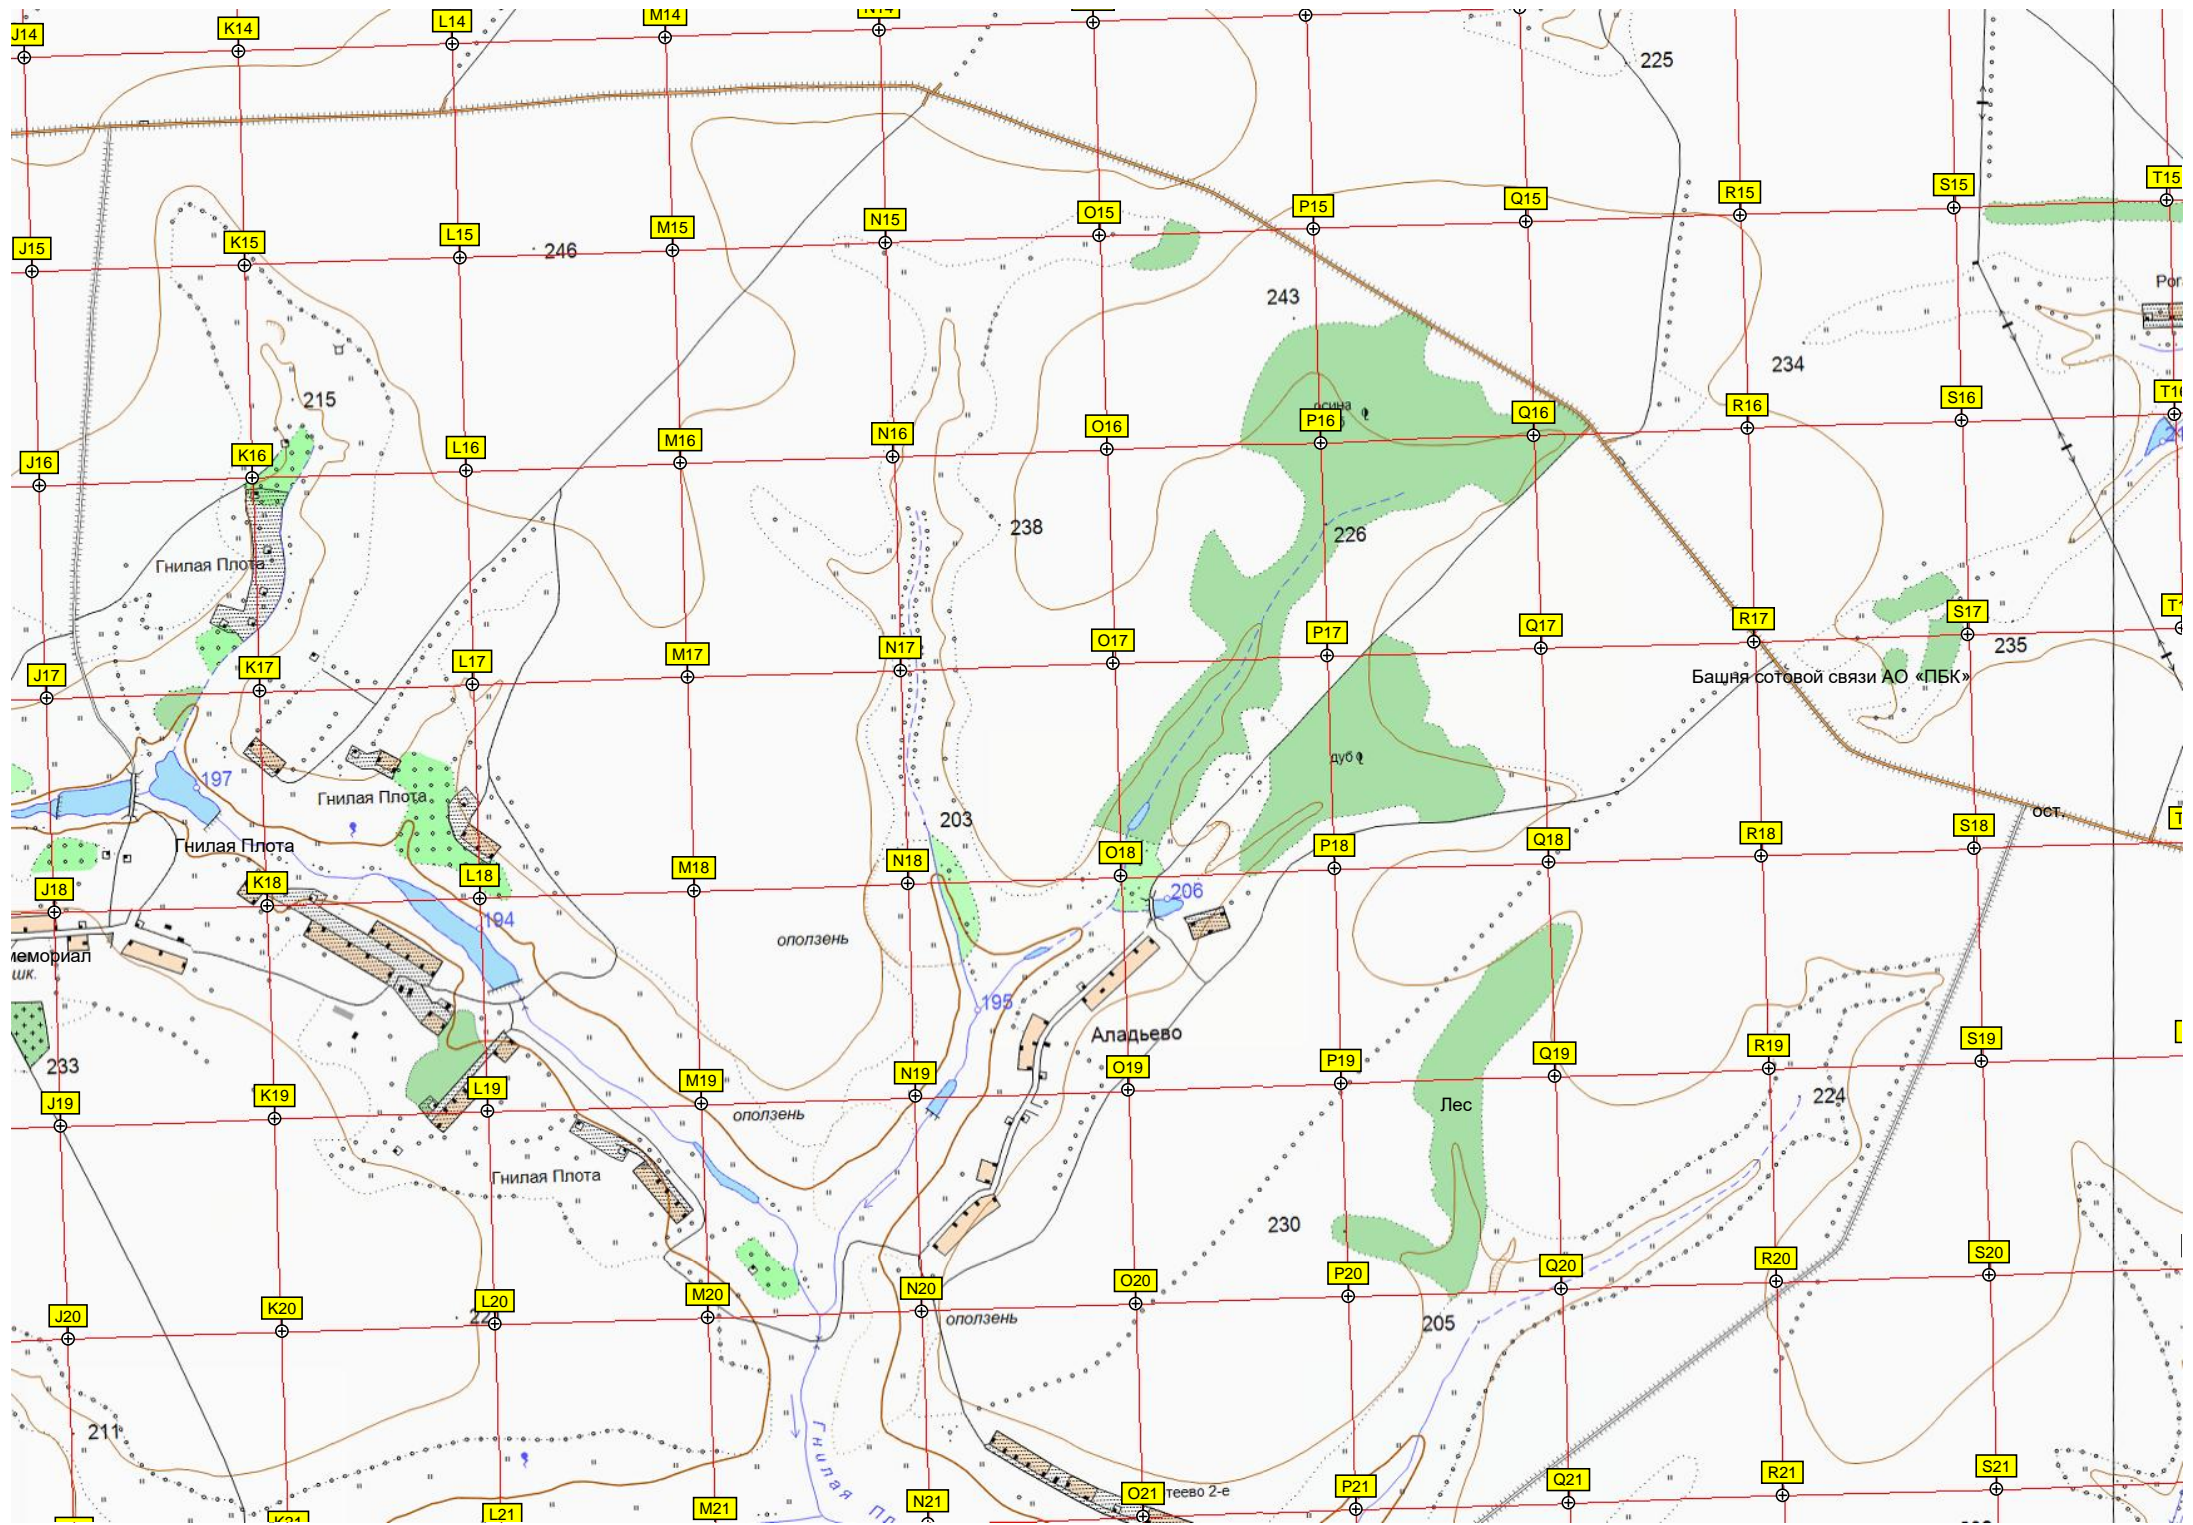 J14
K14
L14
M14
N14
225
J15
K15
L15
246
M15
N15
O15
P15
Q15
R15
S15
T15
243
215
234
J16
K16
L16
M16
N16
O16
осина
P16
Q16
R16
S16
238
226
Гнилая Плота
J17
K17
L17
M17
N17
O17
P17
Q17
R17
S17
235
Башня сотовой связи АО «ПБК»
197
Гнилая Плота
дуб
203
ост.
Гнилая Плота
J18
K18
L18
M18
N18
O18
P18
Q18
R18
S18
206
194
оползень
шк.
195
Аладьево
233
J19
K19
L19
M19
N19
O19
P19
Q19
R19
S19
оползень
Лес
224
Гнилая Плота
230
J20
K20
L20
M20
N20
O20
P20
Q20
R20
S20
оползень
205
211
Гнилая
L21
M21
N21
O21
теево 2-е
P21
Q21
R21
S21